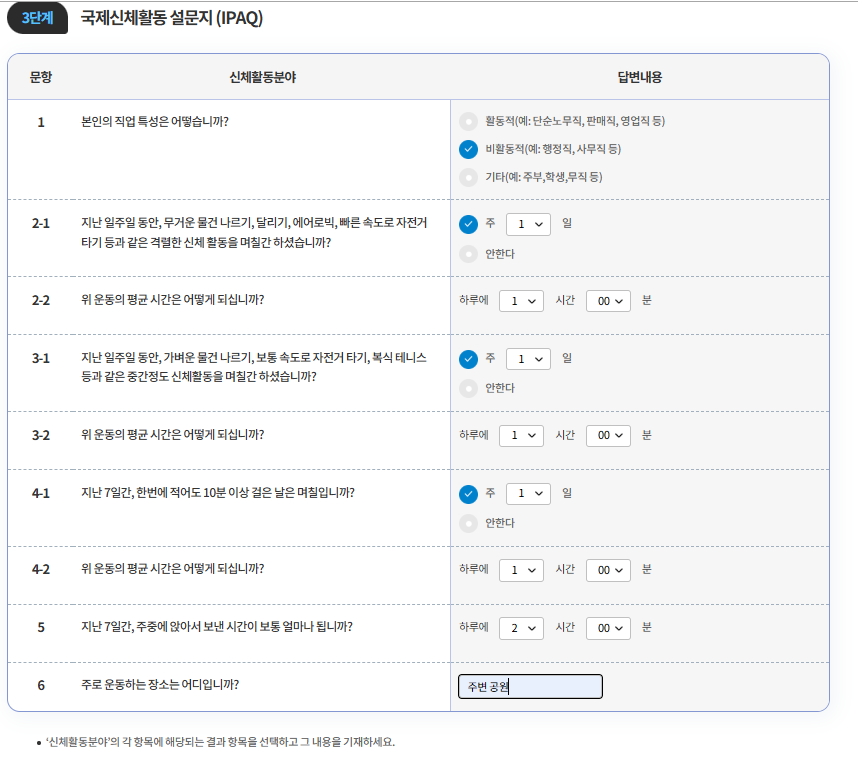 3단계 국제신체활동 설문지 (IPAQ)
문항 신체활동분야 답변내용
1 본인의 직업 특성은 어떻습니까? 활동적(예: 단순노무직, 판매직, 영업직 등)
비활동적(예: 행정직, 사무직 등)
기타(예: 주부,학생,무직 등)
2-1 지난 일주일 동안, 무거운 물건 나르기, 달리기, 에어로빅, 빠른 속도로 자전거 주 1 일
타기 등과 같은 격렬한 신체 활동을 며칠간 하셨습니까? 안한다
2-2 위 운동의 평균 시간은 어떻게 되십니까? 하루에 1 시간 00 분
3-1 지난 일주일 동안, 가벼운 물건 나르기, 보통 속도로 자전거 타기, 복식 테니스 주 1 일
등과 같은 중간정도 신체활동을 며칠간 하셨습니까? 안한다
3-2 위 운동의 평균 시간은 어떻게 되십니까? 하루에 1 시간 00 분
4-1 지난 7일간, 한번에 적어도 10분 이상 걸은 날은 며칠입니까? 주 1 일
안한다
4-2 위 운동의 평균 시간은 어떻게 되십니까? 하루에 1 시간 00 분
5 지난 7일간, 주중에 앉아서 보낸 시간이 보통 얼마나 됩니까? 하루에 2 시간 00 분
6 주로 운동하는 장소는 어디입니까? 주변 공원
• '신체활동분야'의 각 항목에 해당되는 결과 항목을 선택하고 그 내용을 기재하세요.